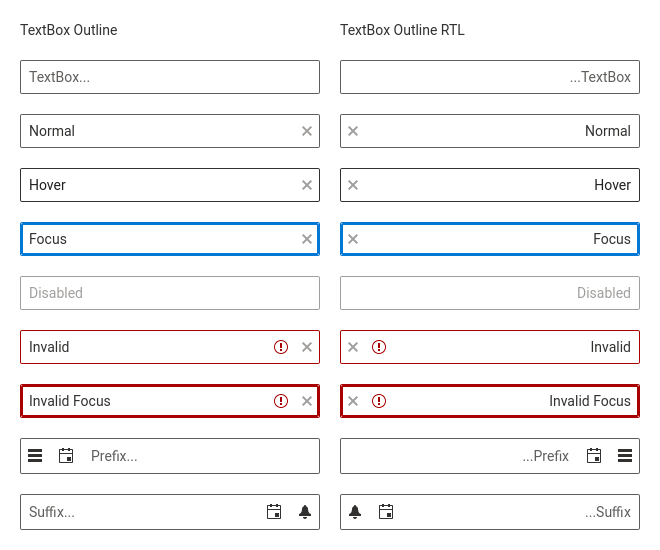 TextBox Outline
TextBox Outline RTL
TextBox...
...TextBox
Normal
Normal
Hover
Hover
Focus
Focus
Disabled
Disabled
Invalid
Invalid
Invalid Focus
Invalid Focus
Prefix...
...Prefix
Suffix...
...Suffix